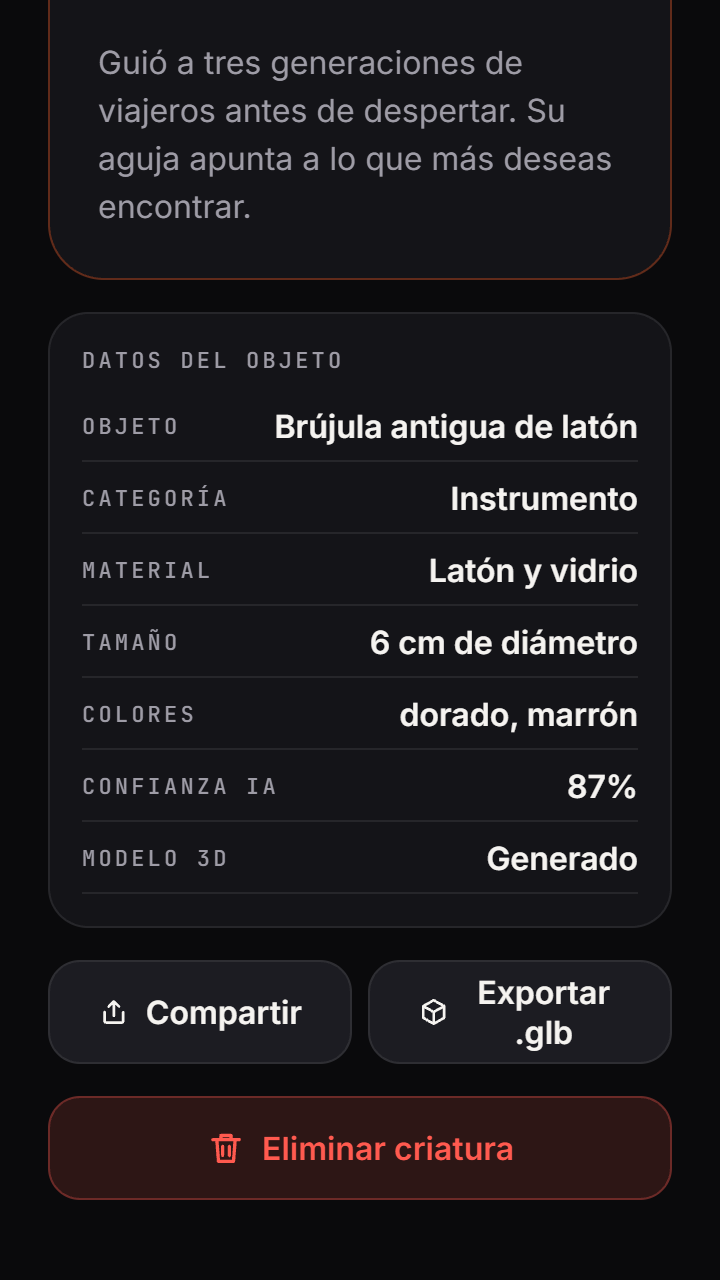 Guió a tres generaciones de
viajeros antes de despertar. Su
aguja apunta a lo que más deseas
encontrar.
DATOS DEL OBJETO
OBJETO Brújula antigua de latón
CATEGORÍA Instrumento
MATERIAL Latón y vidrio
TAMAÑO 6 cm de diámetro
COLORES dorado, marrón
CONFIANZA IA 87%
MODELO 3D Generado
Compartir
Exportar
.glb
Eliminar criatura